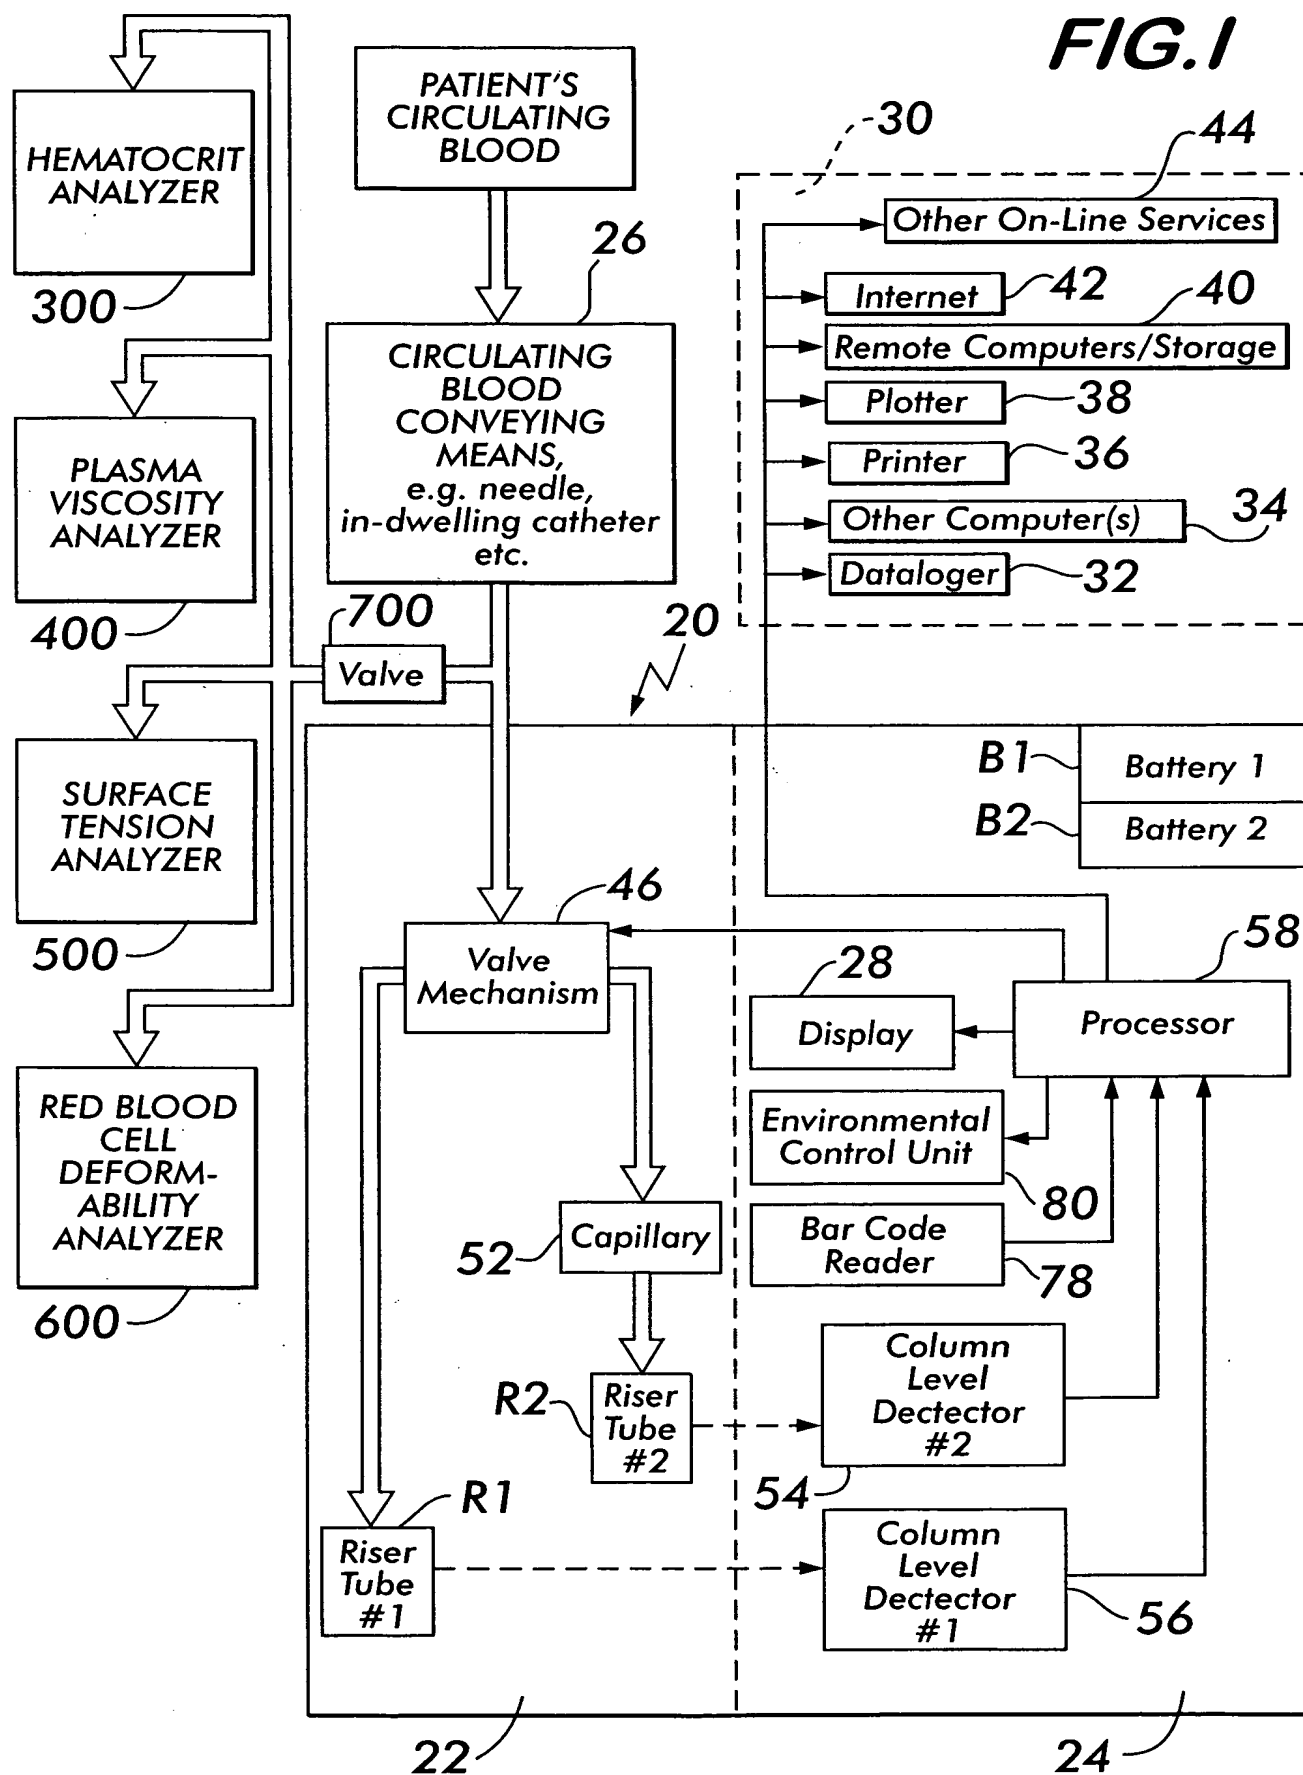 FIG.1
PATIENT'S
CIRCULATING
BLOOD
HEMATOCRIT
ANALYZER
300
26
CIRCULATING
BLOOD
CONVEYING
MEANS,
e.g. needle,
in-dwelling catheter
etc.
30
44
Other On-Line Services
Internet
42
40
Remote Computers/Storage
Plotter
38
Printer
36
Other Computer(s)
34
Dataloger
32
PLASMA
VISCOSITY
ANALYZER
400
700
Valve
20
SURFACE
TENSION
ANALYZER
500
B1
Battery 1
B2
Battery 2
46
Valve
Mechanism
58
Processor
28
Display
Environmental
Control Unit
80
Bar Code
Reader
78
RED BLOOD
CELL
DEFORM-
ABILITY
ANALYZER
600
52
Capillary
R2
Riser
Tube
#2
Column
Level
Dectector
#2
54
R1
Riser
Tube
#1
Column
Level
Dectector
#1
56
22
24